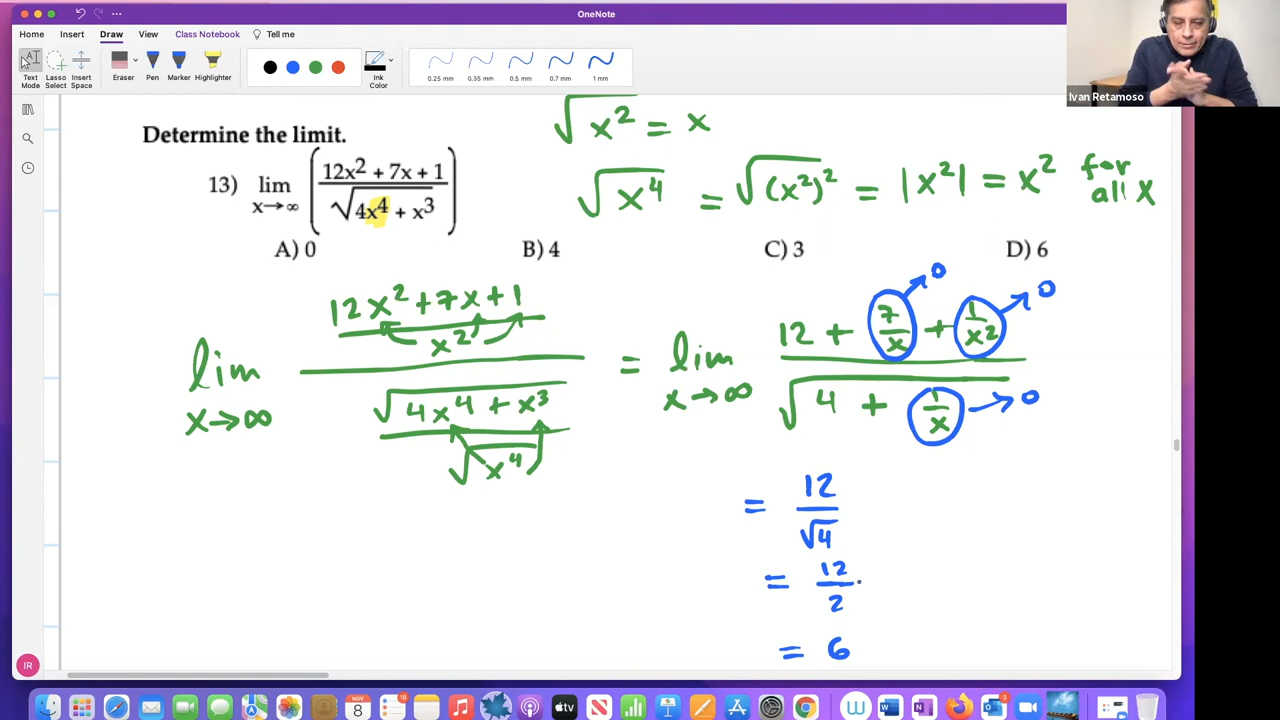 OneNote
Home Insert Draw View Class Notebook Tell me
Text Mode Lasso Select Insert Space Eraser Pen Marker Highlighter Ink Color 0.25 mm 0.35 mm 0.5 mm 0.7 mm 1 mm
Ivan Retamoso
√x² = x
Determine the limit.
13) lim x→∞ ( (12x² + 7x + 1) / √(4x⁴ + x³) )
√x⁴ = √(x²)² = |x²| = x² for all x
A) 0 B) 4 C) 3 D) 6
lim x→∞ ((12x² + 7x + 1) / x²) / (√(4x⁴ + x³) / √x⁴) = lim x→∞ (12 + 7/x + 1/x²) / √(4 + 1/x)
→ 0 → 0
→ 0
= 12/√4
= 12/2
= 6
IR
NOV 8
18